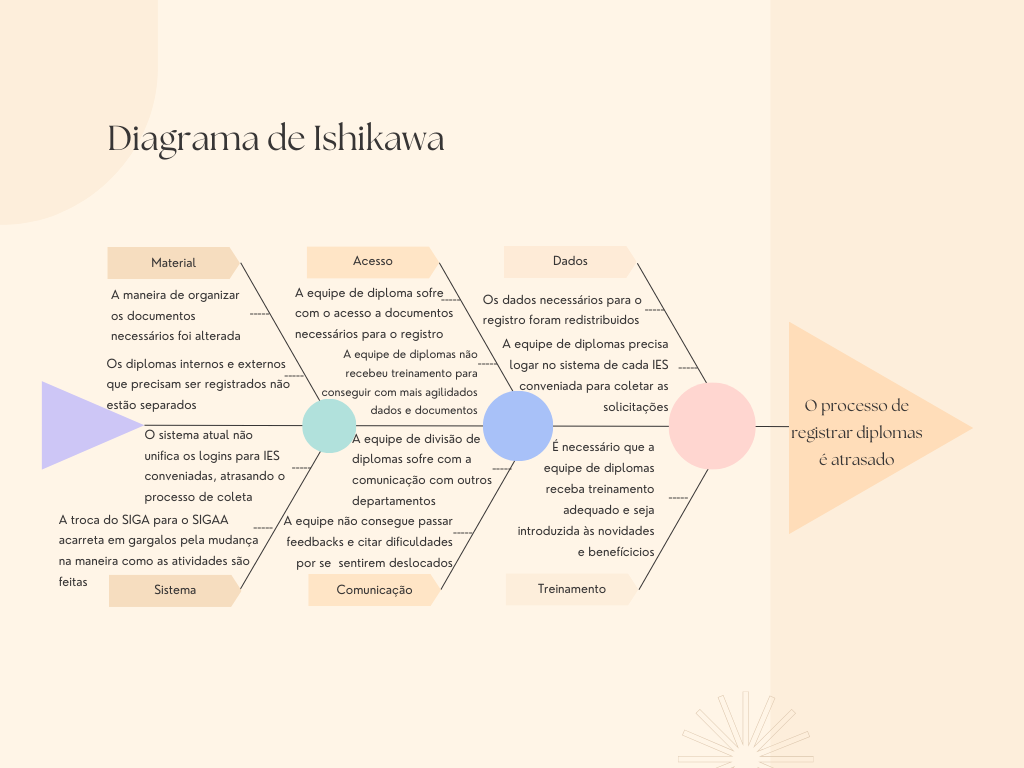 Diagrama de Ishikawa
Material
A maneira de organizar
os documentos
necessários foi alterada
Os diplomas internos e externos
que precisam ser registrados não
estão separados
Acesso
A equipe de diploma sofre
com o acesso a documentos
necessários para o registro
A equipe de diplomas não
recebeu treinamento para
conseguir com mais agilidados
dados e documentos
Dados
Os dados necessários para o
registro foram redistribuidos
A equipe de diplomas precisa
logar no sistema de cada IES
conveniada para coletar as
solicitações
O processo de
registrar diplomas
é atrasado
O sistema atual não
unifica os logins para IES
conveniadas, atrasando o
processo de coleta
A troca do SIGA para o SIGAA
acarreta em gargalos pela mudança
na maneira como as atividades são
feitas
Sistema
A equipe de divisão de
diplomas sofre com a
comunicação com outros
departamentos
A equipe não consegue passar
feedbacks e citar dificuldades
por se sentirem deslocados
Comunicação
É necessário que a
equipe de diplomas
receba treinamento
adequado e seja
introduzida às novidades
e benefícicios
Treinamento